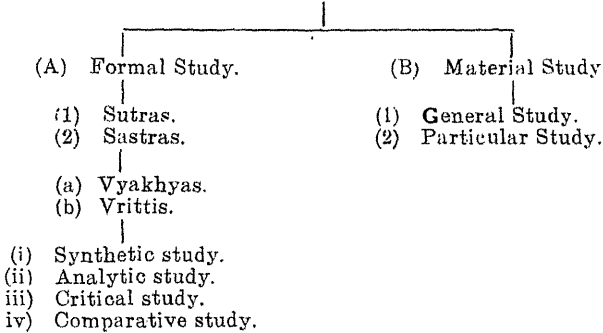 (A) Formal Study.
(B) Material Study
(1) Sutras.
(2) Sastras.
(1) General Study.
(2) Particular Study.
(a) Vyakhyas.
(b) Vrittis.
(i) Synthetic study.
(ii) Analytic study.
iii) Critical study.
iv) Comparative study.